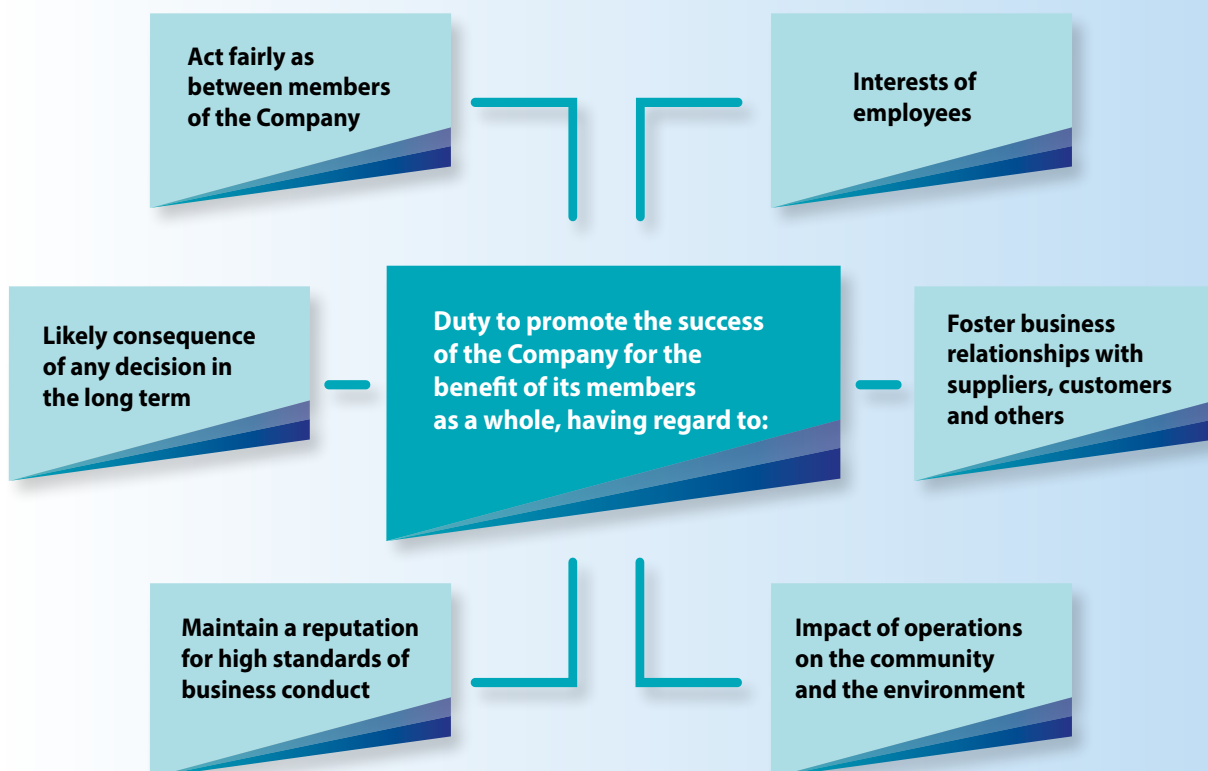 Act fairly as
between members
of the Company
Interests of
employees
Likely consequence
of any decision in
the long term
Duty to promote the success
of the Company for the
benefit of its members
as a whole, having regard to:
Foster business
relationships with
suppliers, customers
and others
Maintain a reputation
for high standards of
business conduct
Impact of operations
on the community
and the environment